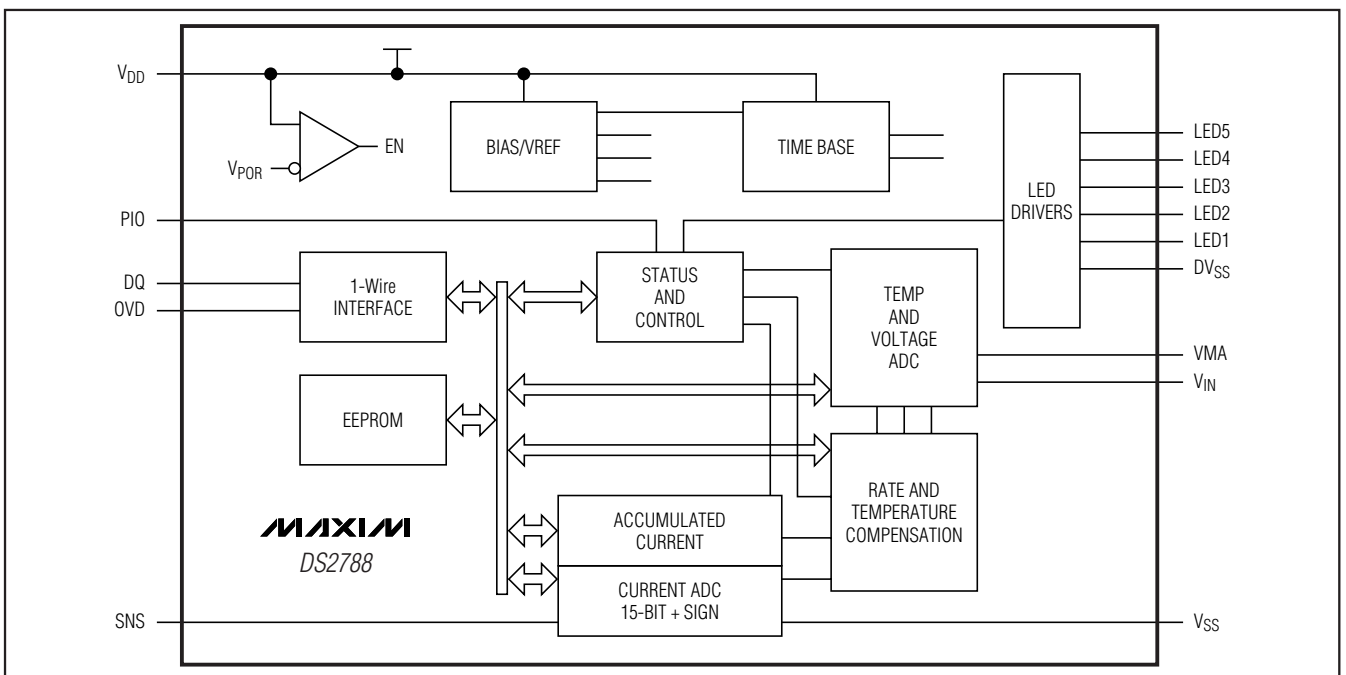 VDD
EN
VPOR
BIAS/VREF
TIME BASE
LED
DRIVERS
LED5
LED4
LED3
LED2
LED1
DVSS
PIO
DQ
OVD
1-Wire
INTERFACE
STATUS
AND
CONTROL
TEMP
AND
VOLTAGE
ADC
VMA
VIN
EEPROM
RATE AND
TEMPERATURE
COMPENSATION
ACCUMULATED
CURRENT
MAXIM
DS2788
CURRENT ADC
15-BIT + SIGN
SNS
VSS